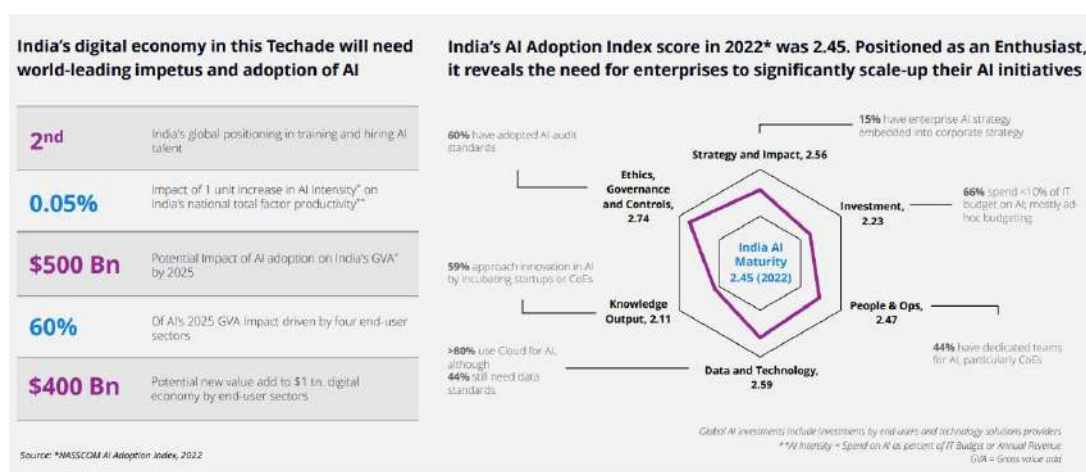 India's digital economy in this Techade will need
world-leading impetus and adoption of AI
2nd
India's global positioning in training and hiring AI
talent
0.05%
Impact of 1 unit increase in AI Intensity* on
India's national total factor productivity**
$500 Bn
Potential Impact of AI adoption on India's GVA*
by 2025
60%
Of AI's 2025 GVA Impact driven by four end-user
sectors
$400 Bn
Potential new value add to $1 tn. digital
economy by end-user sectors
Source: *NASSCOM AI Adoption Index, 2022
India's AI Adoption Index score in 2022* was 2.45. Positioned as an Enthusiast,
it reveals the need for enterprises to significantly scale-up their AI initiatives
15% have enterprise AI strategy
embedded into corporate strategy
60% have adopted AI audit
standards
Strategy and Impact, 2.56
Ethics,
Governance
and Controls,
2.74
Investment,
2.23
66% spend <10% of IT
budget on AI; mostly ad-
hoc budgeting
India AI
Maturity
2.45 (2022)
59% approach innovation in AI
by incubating startups or CoEs
Knowledge
Output, 2.11
People & Ops,
2.47
44% have dedicated teams
for AI, particularly CoEs
>80% use Cloud for AI,
although
44% still need data
standards
Data and Technology,
2.59
Global AI investments include investments by end-users and technology solutions providers
**AI Intensity = Spend on AI as percent of IT Budget or Annual Revenue
GVA = Gross value add